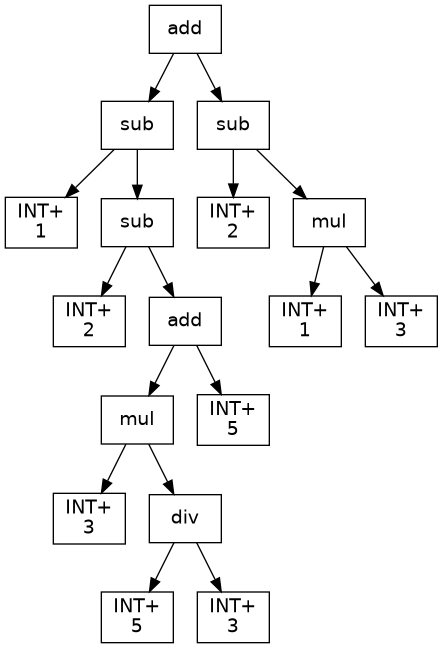 add
sub sub
INT+ 1 sub INT+ 2 mul
INT+ 2 add INT+ 1 INT+ 3
mul INT+ 5
INT+ 3 div
INT+ 5 INT+ 3